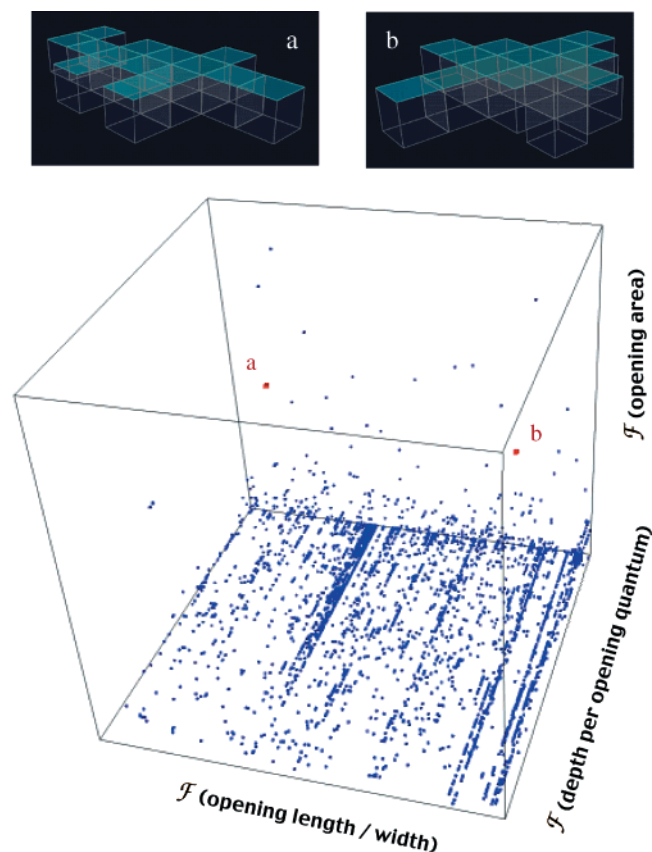 a
b
a
b
ℱ (opening area)
ℱ (depth per opening quantum)
ℱ (opening length / width)